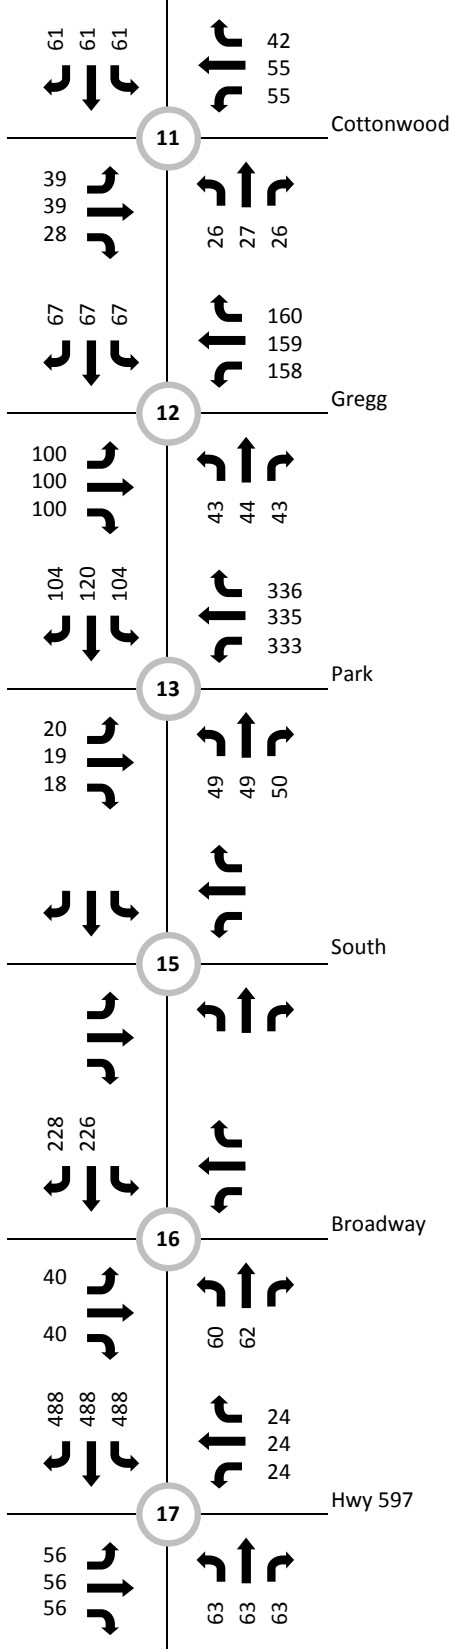 61 61 61
42
55
55
11
Cottonwood
39
39
28
26 27 26
67 67 67
160
159
158
12
Gregg
100
100
100
43 44 43
104 120 104
336
335
333
13
Park
20
19
18
49 49 50
15
South
228 226
16
Broadway
40
40
60 62
488 488 488
24
24
24
17
Hwy 597
56
56
56
63 63 63